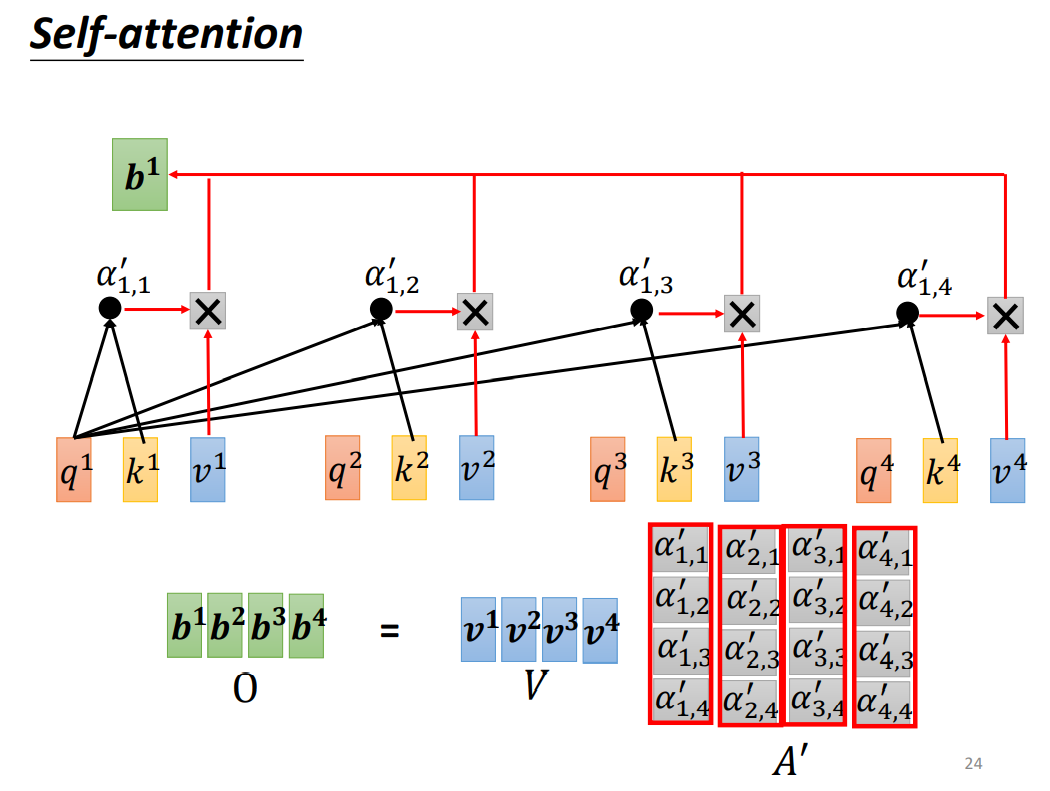 Self-attention
b¹
α′₁,₁ α′₁,₂ α′₁,₃ α′₁,₄
q¹ k¹ v¹ q² k² v² q³ k³ v³ q⁴ k⁴ v⁴
α′₁,₁ α′₂,₁ α′₃,₁ α′₄,₁
α′₁,₂ α′₂,₂ α′₃,₂ α′₄,₂
b¹ b² b³ b⁴ = v¹ v² v³ v⁴
α′₁,₃ α′₂,₃ α′₃,₃ α′₄,₃
O V
α′₁,₄ α′₂,₄ α′₃,₄ α′₄,₄
A′
24